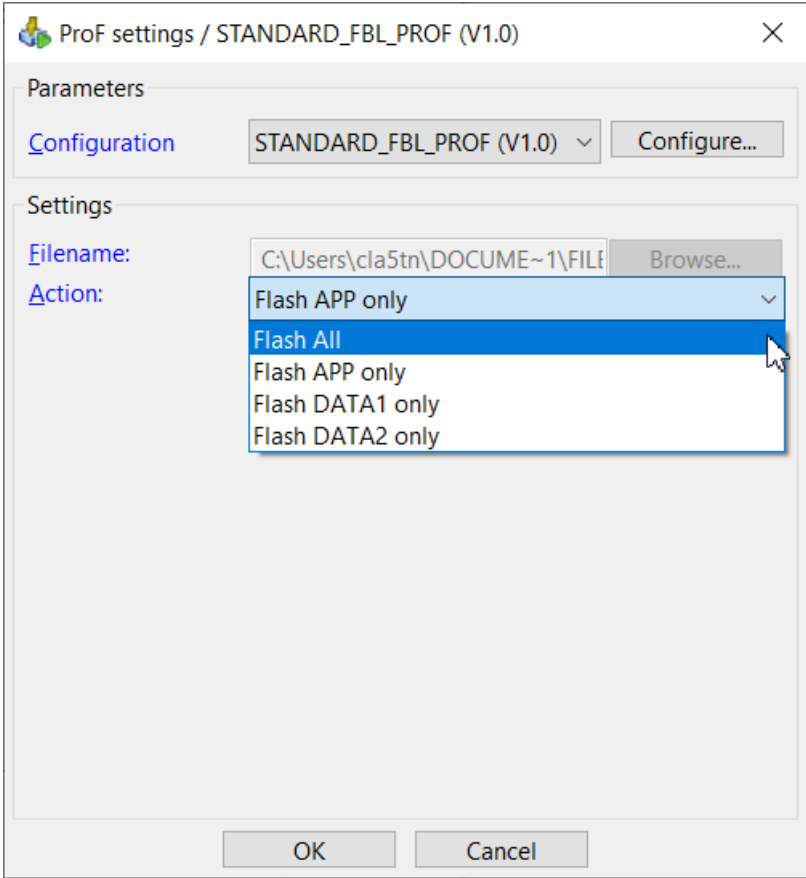 ProF settings / STANDARD_FBL_PROF (V1.0)
Parameters
Configuration STANDARD_FBL_PROF (V1.0) Configure...
Settings
Filename: C:\Users\cla5tn\DOCUME~1\FILE Browse...
Action: Flash APP only
Flash All
Flash APP only
Flash DATA1 only
Flash DATA2 only
OK Cancel